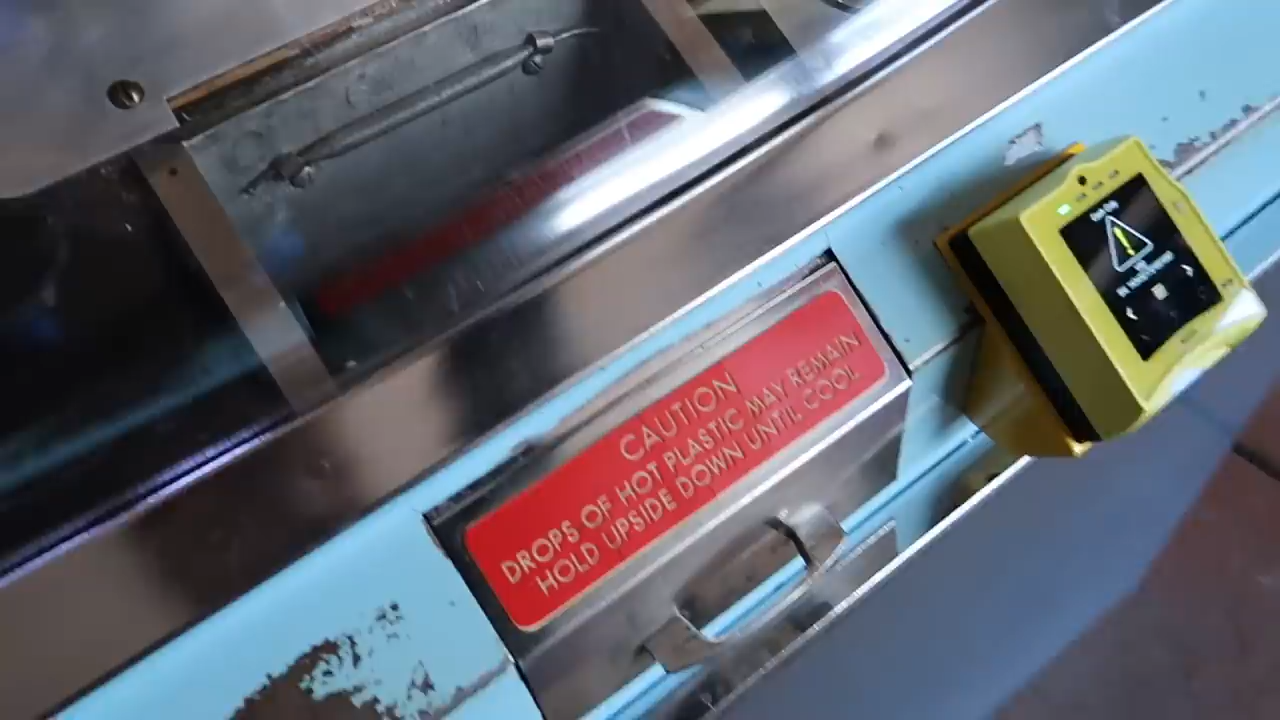 CAUTION
DROPS OF HOT PLASTIC MAY REMAIN
HOLD UPSIDE DOWN UNTIL COOL